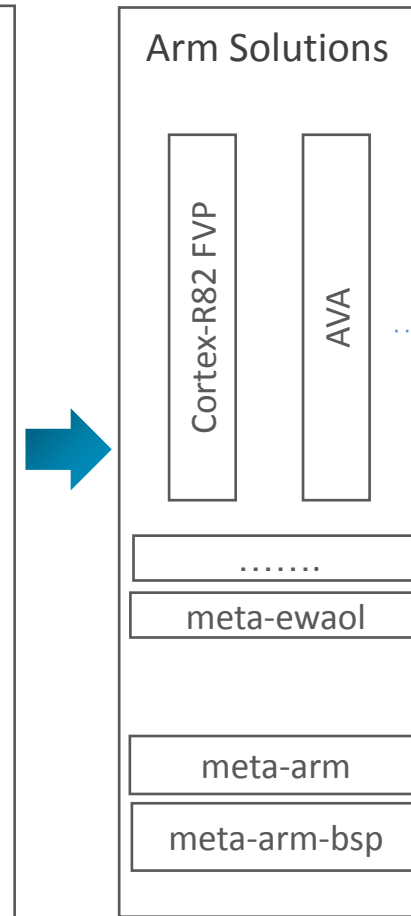 Arm Solutions
Cortex-R82 FVP
AVA
…
.......
meta-ewaol
meta-arm
meta-arm-bsp